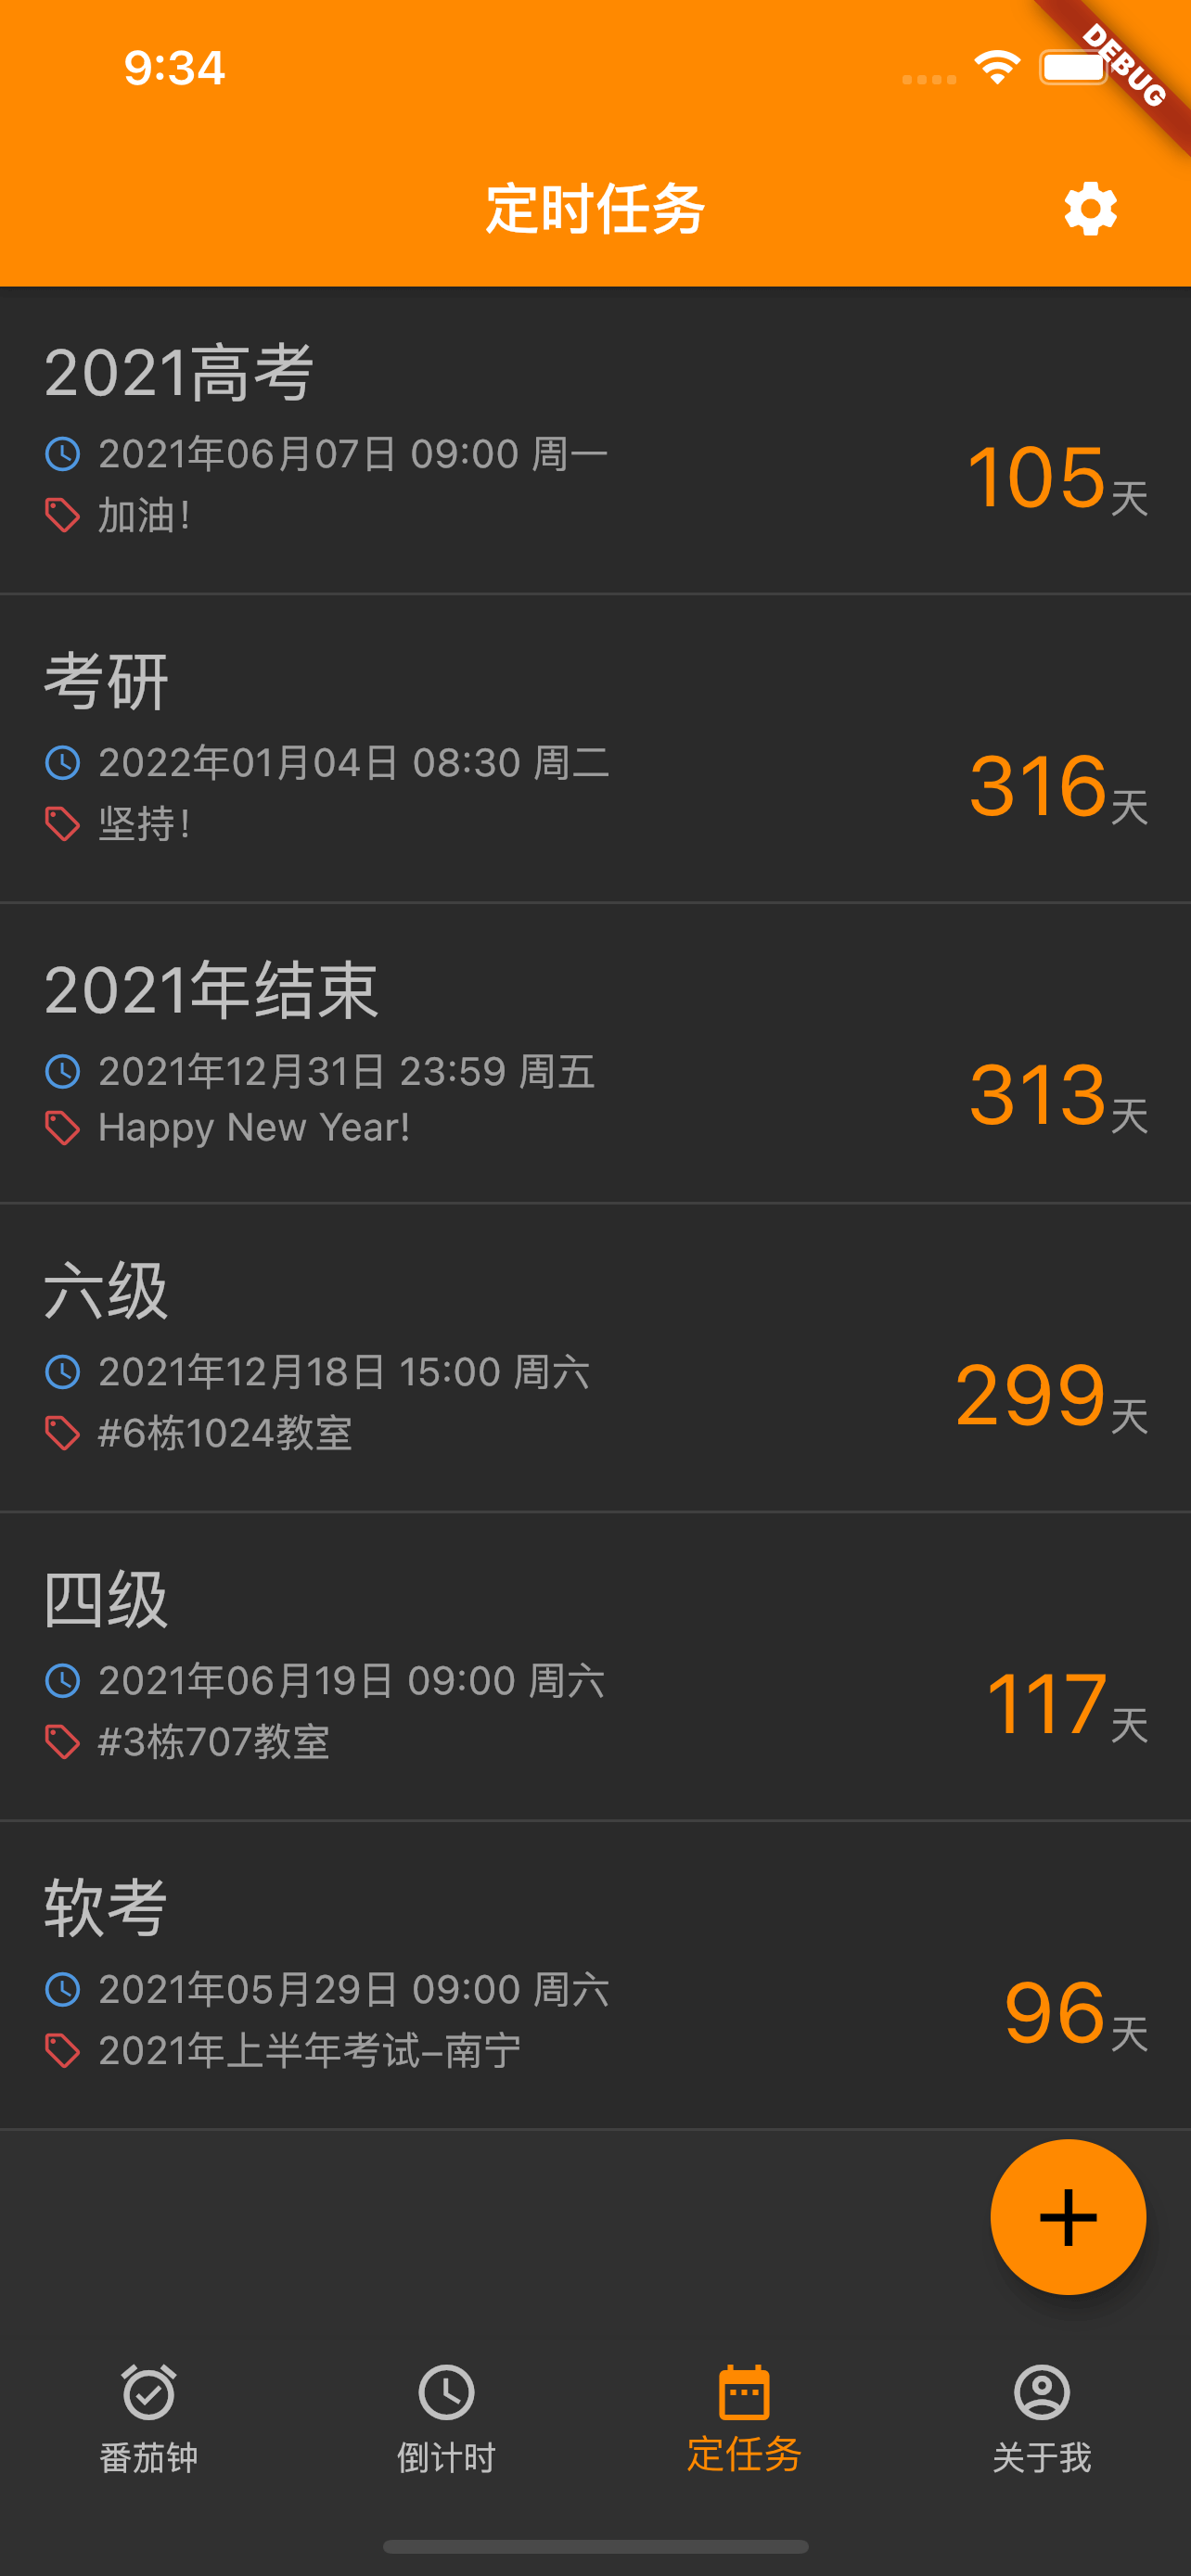 9:34
DEBUG
定时任务
2021高考
2021年06月07日 09:00 周一
加油!
105天
考研
2022年01月04日 08:30 周二
坚持!
316天
2021年结束
2021年12月31日 23:59 周五
Happy New Year!
313天
六级
2021年12月18日 15:00 周六
#6栋1024教室
299天
四级
2021年06月19日 09:00 周六
#3栋707教室
117天
软考
2021年05月29日 09:00 周六
2021年上半年考试-南宁
96天
番茄钟
倒计时
定任务
关于我